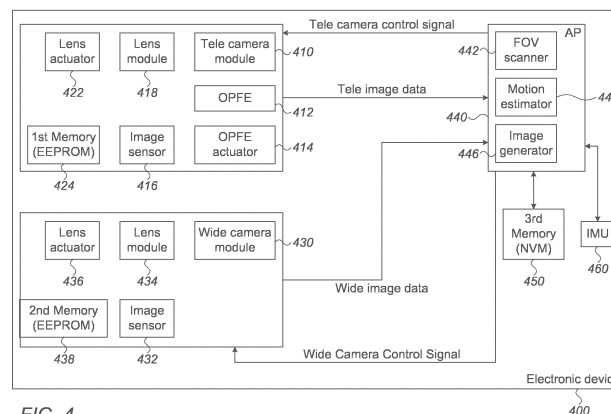 Tele camera control signal
AP
Lens actuator
422
Lens module
418
Tele camera module
410
442
FOV scanner
OPFE
412
Tele image data
440
Motion estimator
44
1st Memory (EEPROM)
424
Image sensor
416
OPFE actuator
414
446
Image generator
Lens actuator
436
Lens module
434
Wide camera module
430
3rd Memory (NVM)
450
IMU
460
Wide image data
2nd Memory (EEPROM)
438
Image sensor
432
Wide Camera Control Signal
Electronic devic
400
FIG. 4